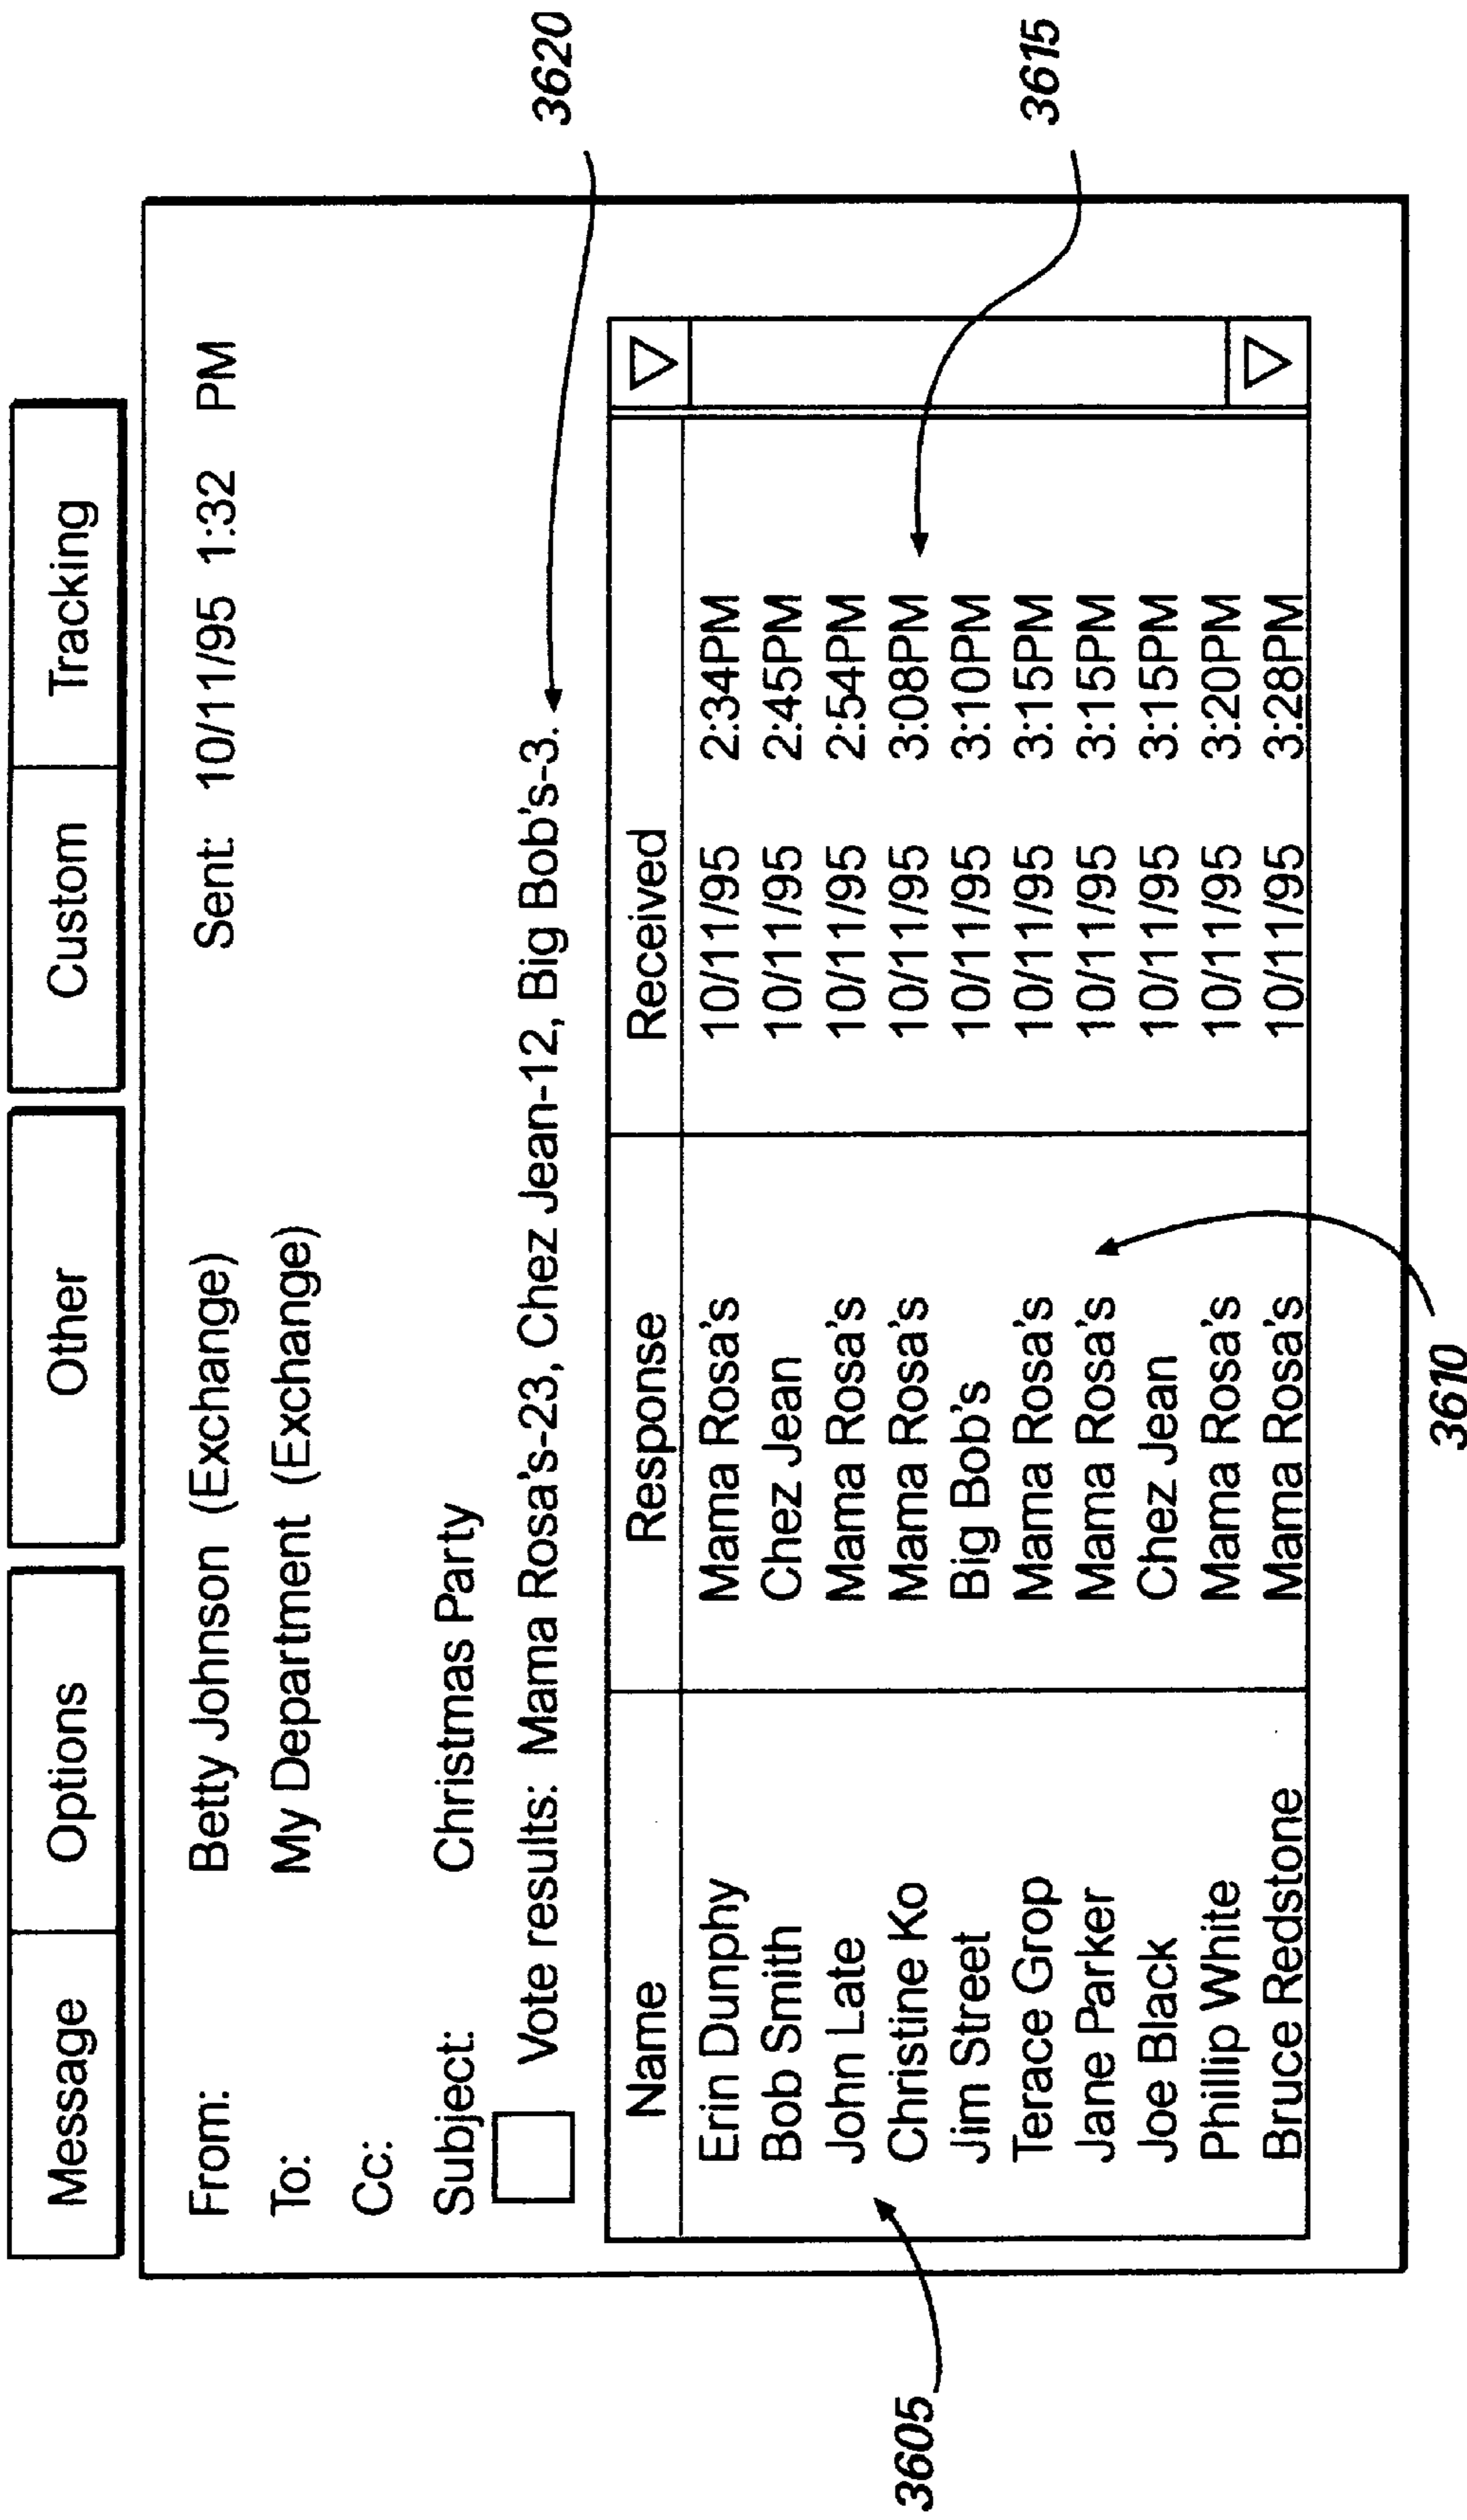 Message Options Other Custom Tracking
From: Betty Johnson (Exchange) Sent: 10/11/95 1:32 PM
To: My Department (Exchange)
Cc:
Subject: Christmas Party
Vote results: Mama Rosa's-23, Chez Jean-12, Big Bob's-3.
3620
Name Response Received
Erin Dunphy Mama Rosa's 10/11/95 2:34PM
Bob Smith Chez Jean 10/11/95 2:45PM
John Late Mama Rosa's 10/11/95 2:54PM
Christine Ko Mama Rosa's 10/11/95 3:08PM
Jim Street Big Bob's 10/11/95 3:10PM
Terace Grop Mama Rosa's 10/11/95 3:15PM
Jane Parker Mama Rosa's 10/11/95 3:15PM
Joe Black Chez Jean 10/11/95 3:15PM
Phillip White Mama Rosa's 10/11/95 3:20PM
Bruce Redstone Mama Rosa's 10/11/95 3:28PM
3605
3615
3610